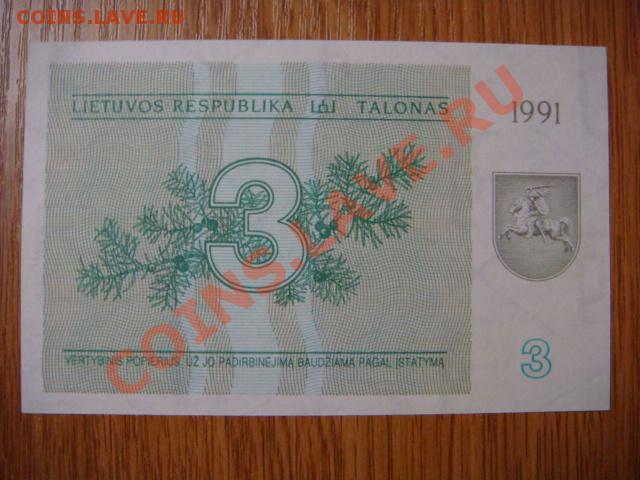 COINS.LAVE.RU
LIETUVOS RESPUBLIKA TALONAS
1991
3
COINS.LAVE.RU
VERTYBINIS POPIERIUS. UŽ JO PADIRBINĖJIMĄ BAUDŽIAMA PAGAL ĮSTATYMĄ
3